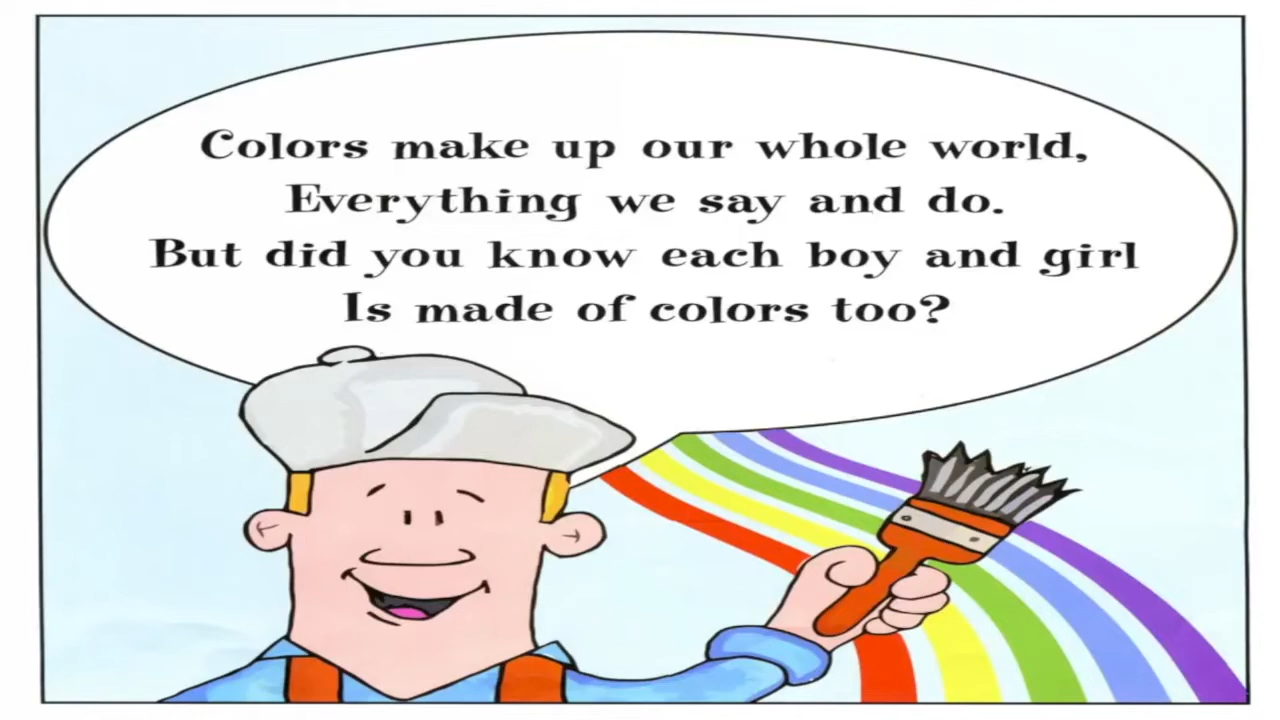 Colors make up our whole world,
Everything we say and do.
But did you know each boy and girl
Is made of colors too?